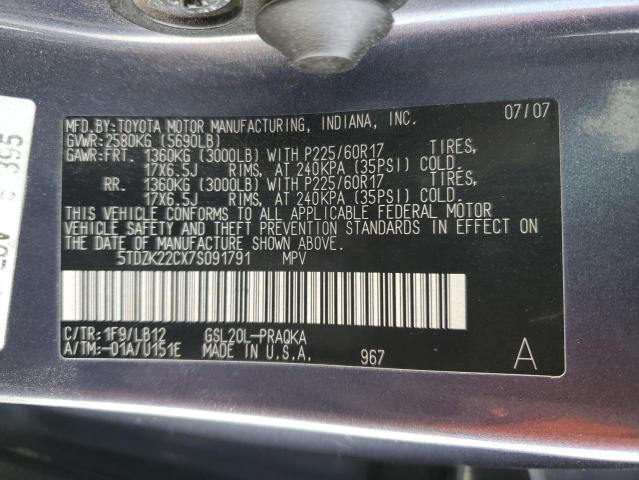 MFD.BY:TOYOTA MOTOR MANUFACTURING, INDIANA, INC. 07/07
GVWR:2580KG (5690LB)
GAWR:FRT. 1360KG (3000LB) WITH P225/60R17 TIRES,
17X6.5J RIMS, AT 240KPA (35PSI) COLD.
RR. 1360KG (3000LB) WITH P225/60R17 TIRES,
17X6.5J RIMS, AT 240KPA (35PSI) COLD.
THIS VEHICLE CONFORMS TO ALL APPLICABLE FEDERAL MOTOR
VEHICLE SAFETY AND THEFT PREVENTION STANDARDS IN EFFECT ON
THE DATE OF MANUFACTURE SHOWN ABOVE.
5TDZK22CX7S091791 MPV
C/TR:1F9/LB12 GSL20L-PRAQKA
A/TM:-01A/U151E MADE IN U.S.A. 967 A
395